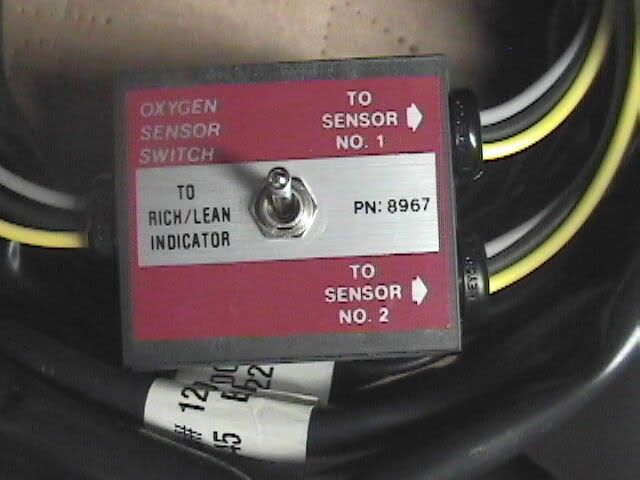 OXYGEN
SENSOR
SWITCH
TO
SENSOR
NO. 1
TO
RICH/LEAN
INDICATOR
PN: 8967
TO
SENSOR
NO. 2